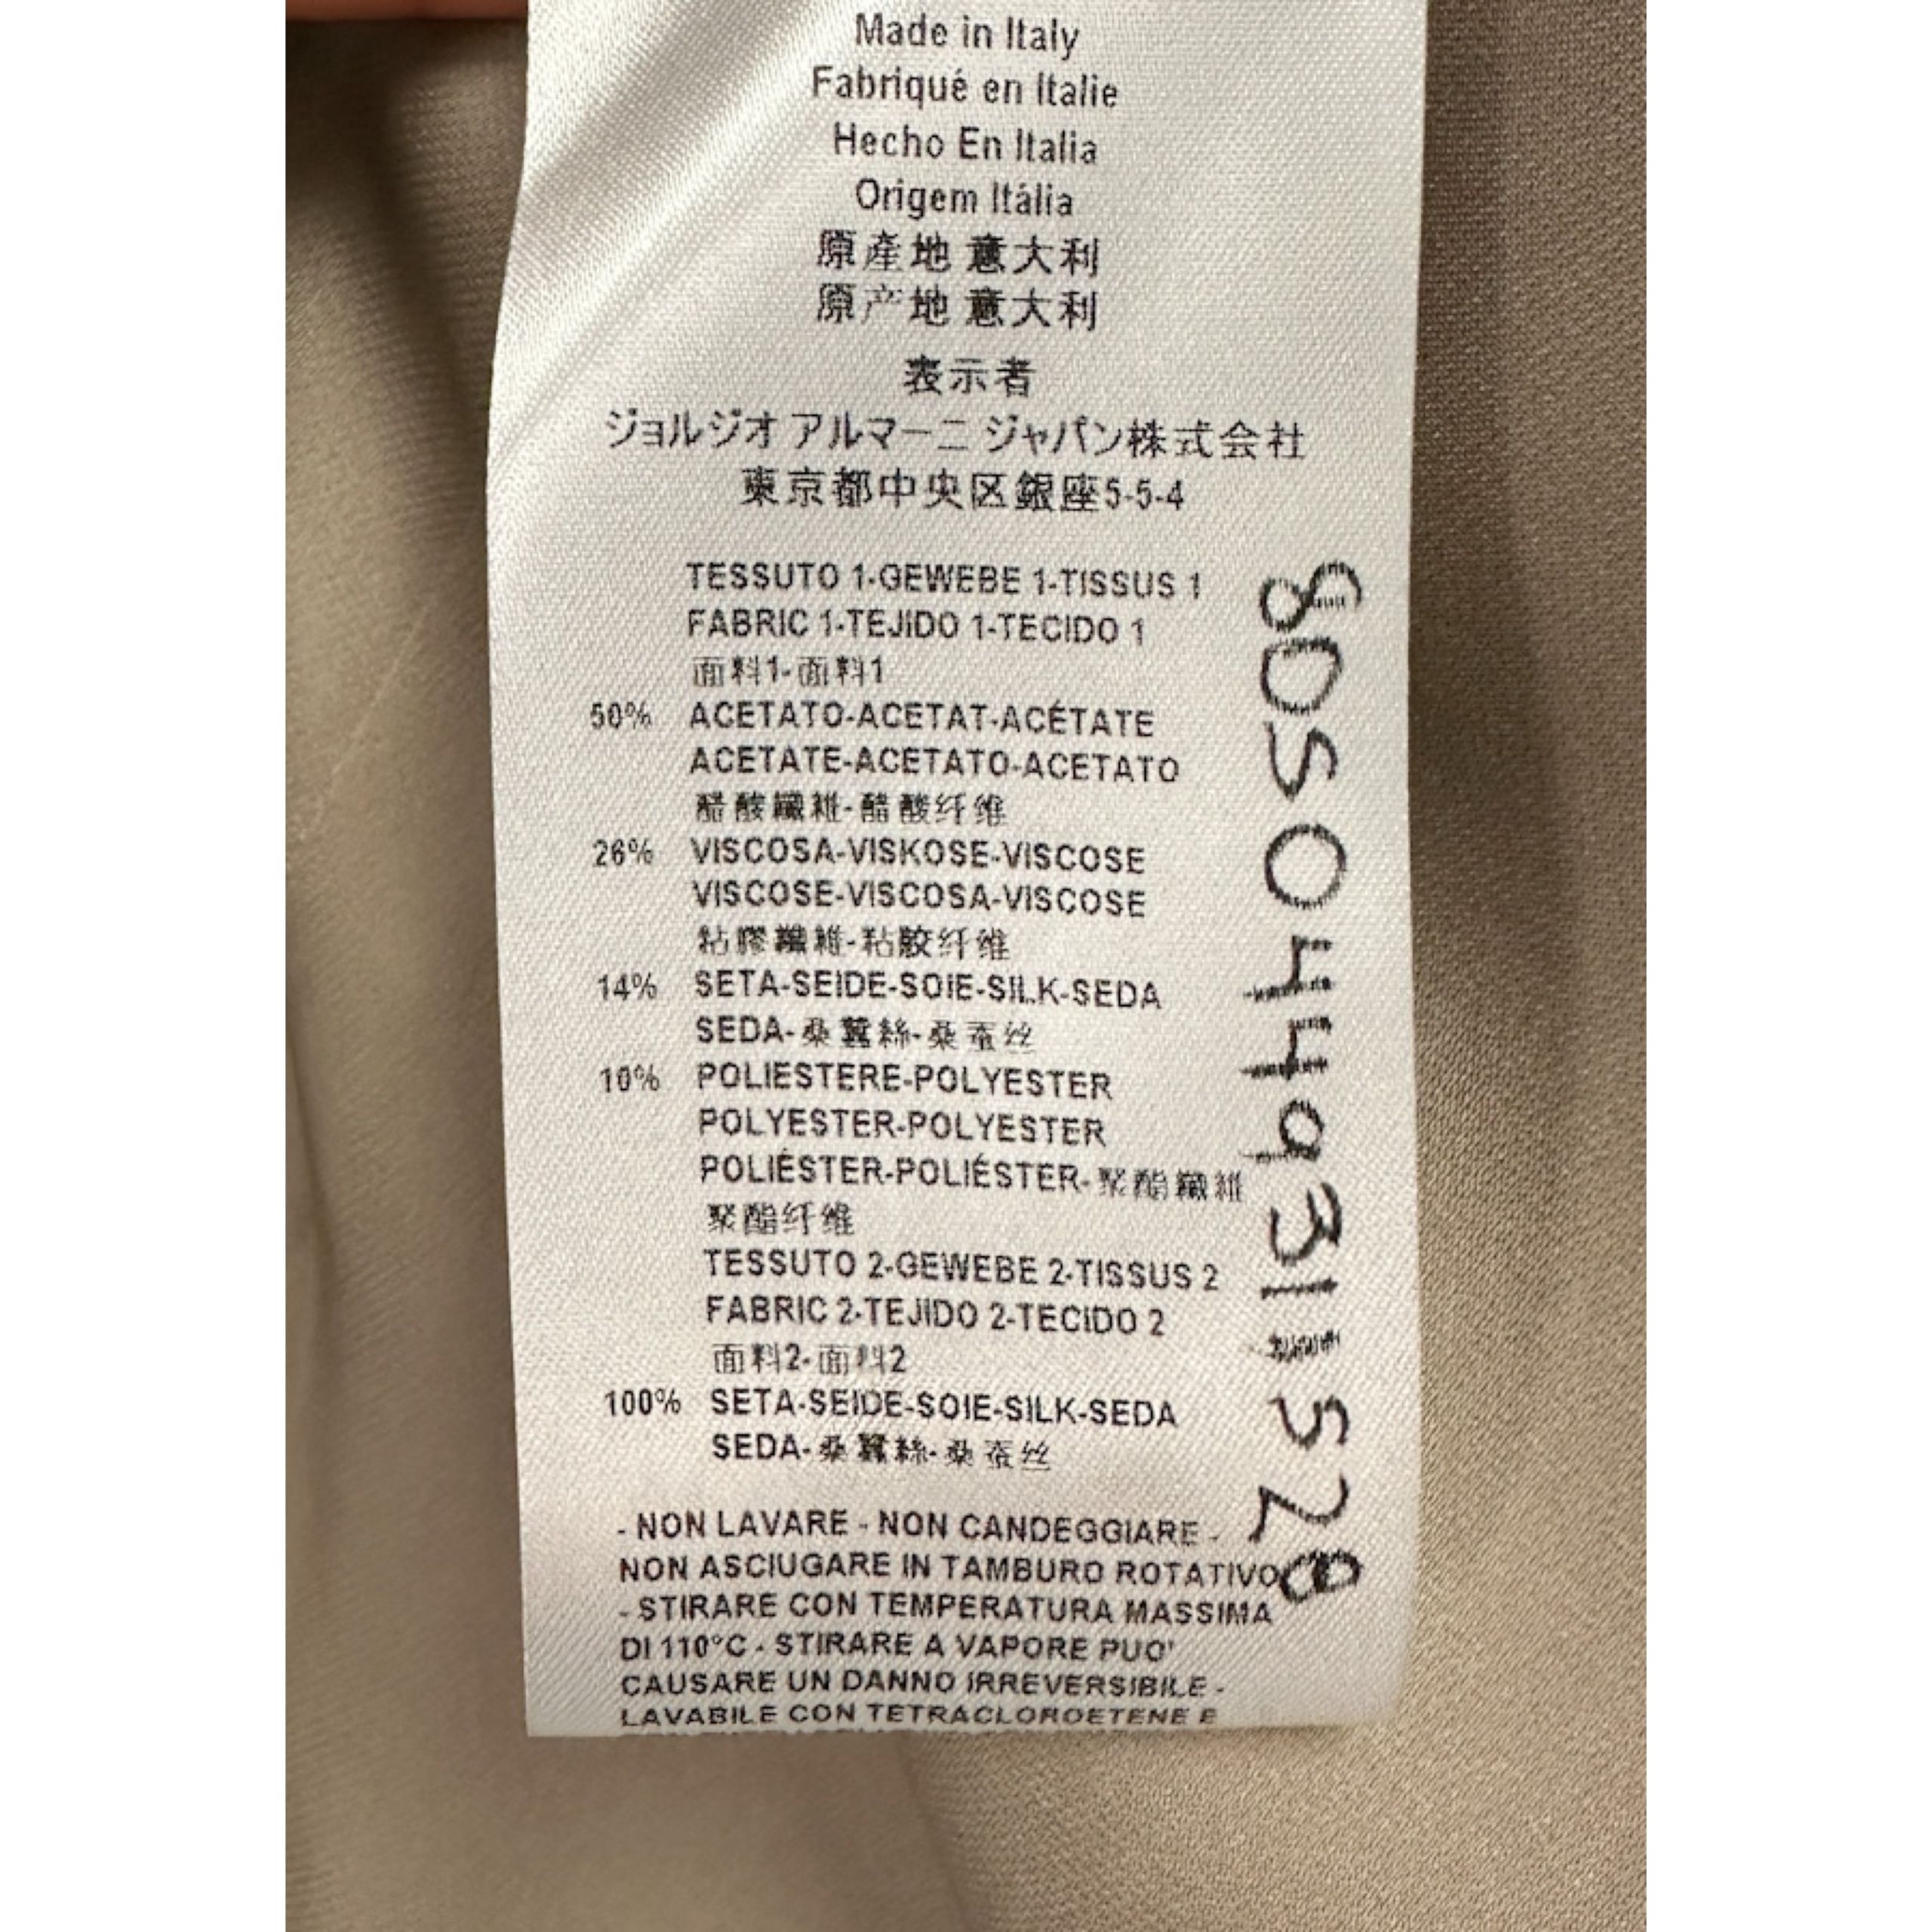 Made in Italy
Fabriqué en Italie
Hecho En Italia
Origem Itália
原產地 意大利
原产地 意大利
表示者
ジョルジオ アルマーニ ジャパン株式会社
東京都中央区銀座5-5-4
TESSUTO 1-GEWEBE 1-TISSUS 1
FABRIC 1-TEJIDO 1-TECIDO 1
面料1-面料1
50% ACETATO-ACETAT-ACÉTATE
ACETATE-ACETATO-ACETATO
醋酸纖維-醋酸纤维
26% VISCOSA-VISKOSE-VISCOSE
VISCOSE-VISCOSA-VISCOSE
粘膠纖維-粘胶纤维
14% SETA-SEIDE-SOIE-SILK-SEDA
SEDA-桑蠶絲-桑蚕丝
10% POLIESTERE-POLYESTER
POLYESTER-POLYESTER
POLIÉSTER-POLIÉSTER-聚酯纖維
聚酯纤维
TESSUTO 2-GEWEBE 2-TISSUS 2
FABRIC 2-TEJIDO 2-TECIDO 2
面料2-面料2
100% SETA-SEIDE-SOIE-SILK-SEDA
SEDA-桑蠶絲-桑蚕丝
- NON LAVARE - NON CANDEGGIARE -
NON ASCIUGARE IN TAMBURO ROTATIVO
- STIRARE CON TEMPERATURA MASSIMA
DI 110°C - STIRARE A VAPORE PUO'
CAUSARE UN DANNO IRREVERSIBILE -
LAVABILE CON TETRACLOROETENE E